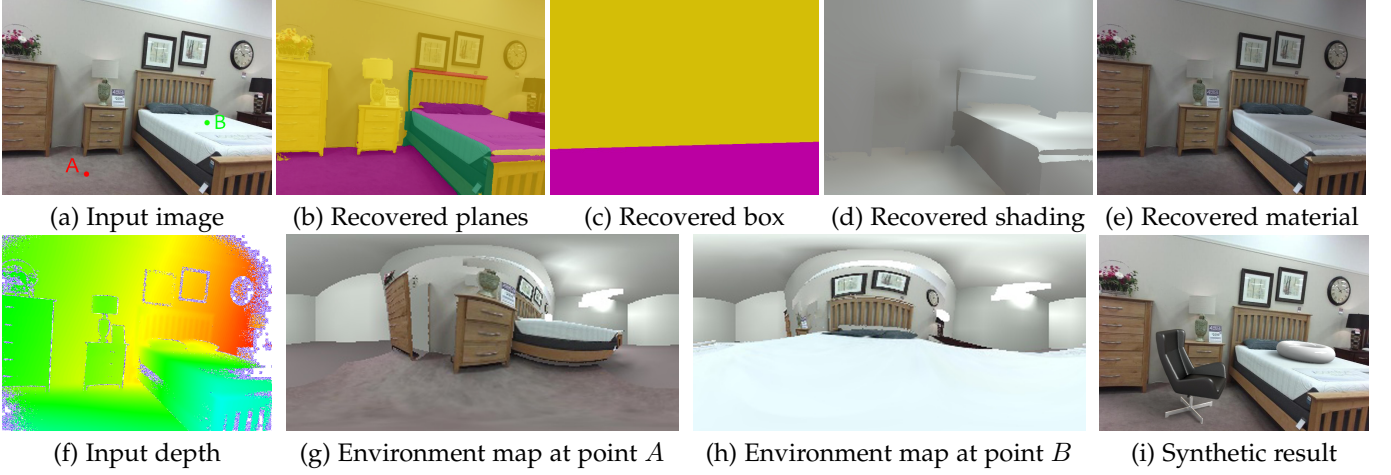 A
B
(a) Input image
(b) Recovered planes
(c) Recovered box
(d) Recovered shading
(e) Recovered material
(f) Input depth
(g) Environment map at point A
(h) Environment map at point B
(i) Synthetic result